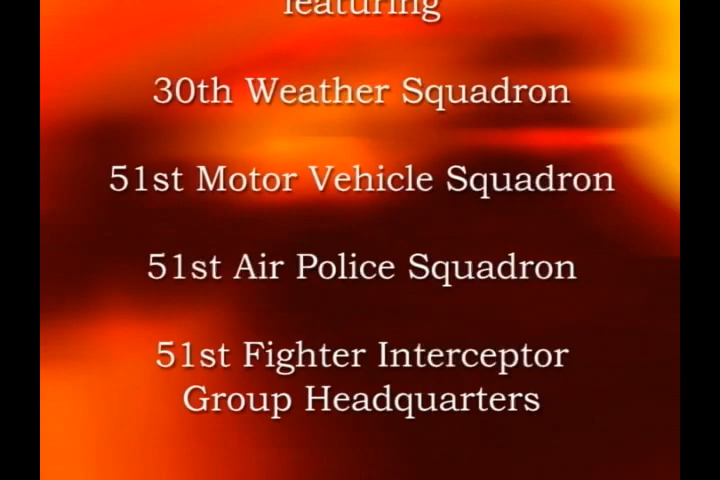 featuring
30th Weather Squadron
51st Motor Vehicle Squadron
51st Air Police Squadron
51st Fighter Interceptor
Group Headquarters